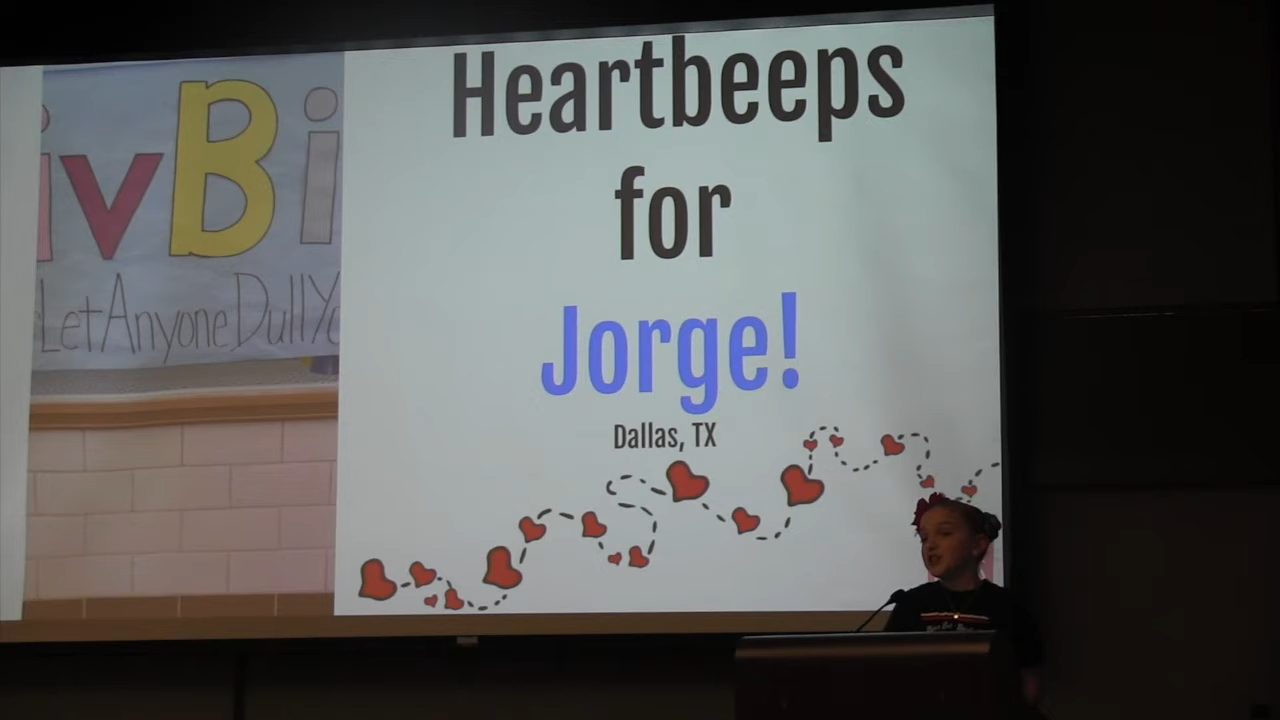 ivBi
LetAnyoneDullYo
Heartbeeps
for
Jorge!
Dallas, TX